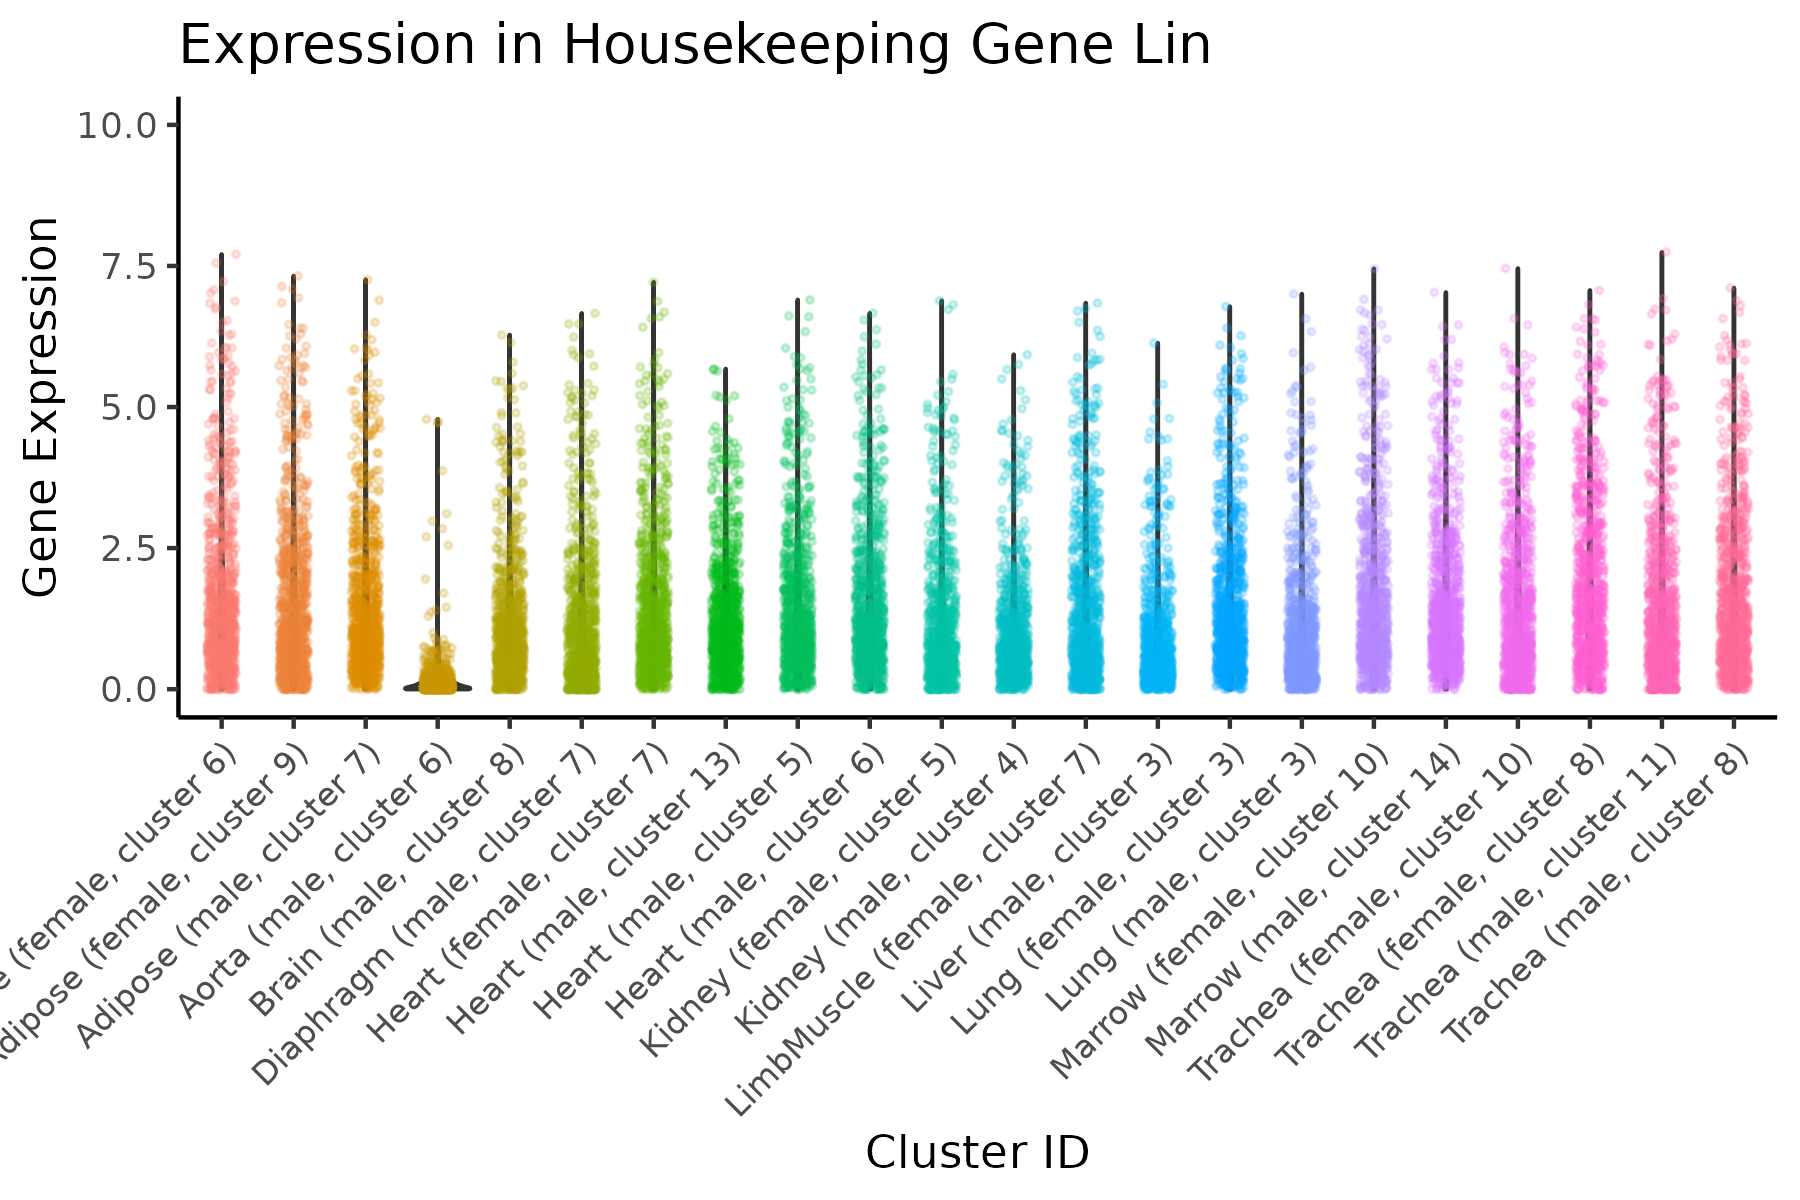 Expression in Housekeeping Gene Lin
Gene Expression
10.0
7.5
5.0
2.5
0.0
(female, cluster 6)
Adipose (female, cluster 9)
Adipose (male, cluster 7)
Aorta (male, cluster 6)
Brain (male, cluster 8)
Diaphragm (male, cluster 7)
Heart (female, cluster 7)
Heart (male, cluster 13)
Heart (male, cluster 5)
Heart (male, cluster 6)
Kidney (female, cluster 5)
Kidney (male, cluster 4)
LimbMuscle (female, cluster 7)
Liver (male, cluster 3)
Lung (female, cluster 3)
Lung (male, cluster 3)
Marrow (female, cluster 10)
Marrow (male, cluster 14)
Trachea (female, cluster 10)
Trachea (female, cluster 8)
Trachea (male, cluster 11)
Trachea (male, cluster 8)
Cluster ID